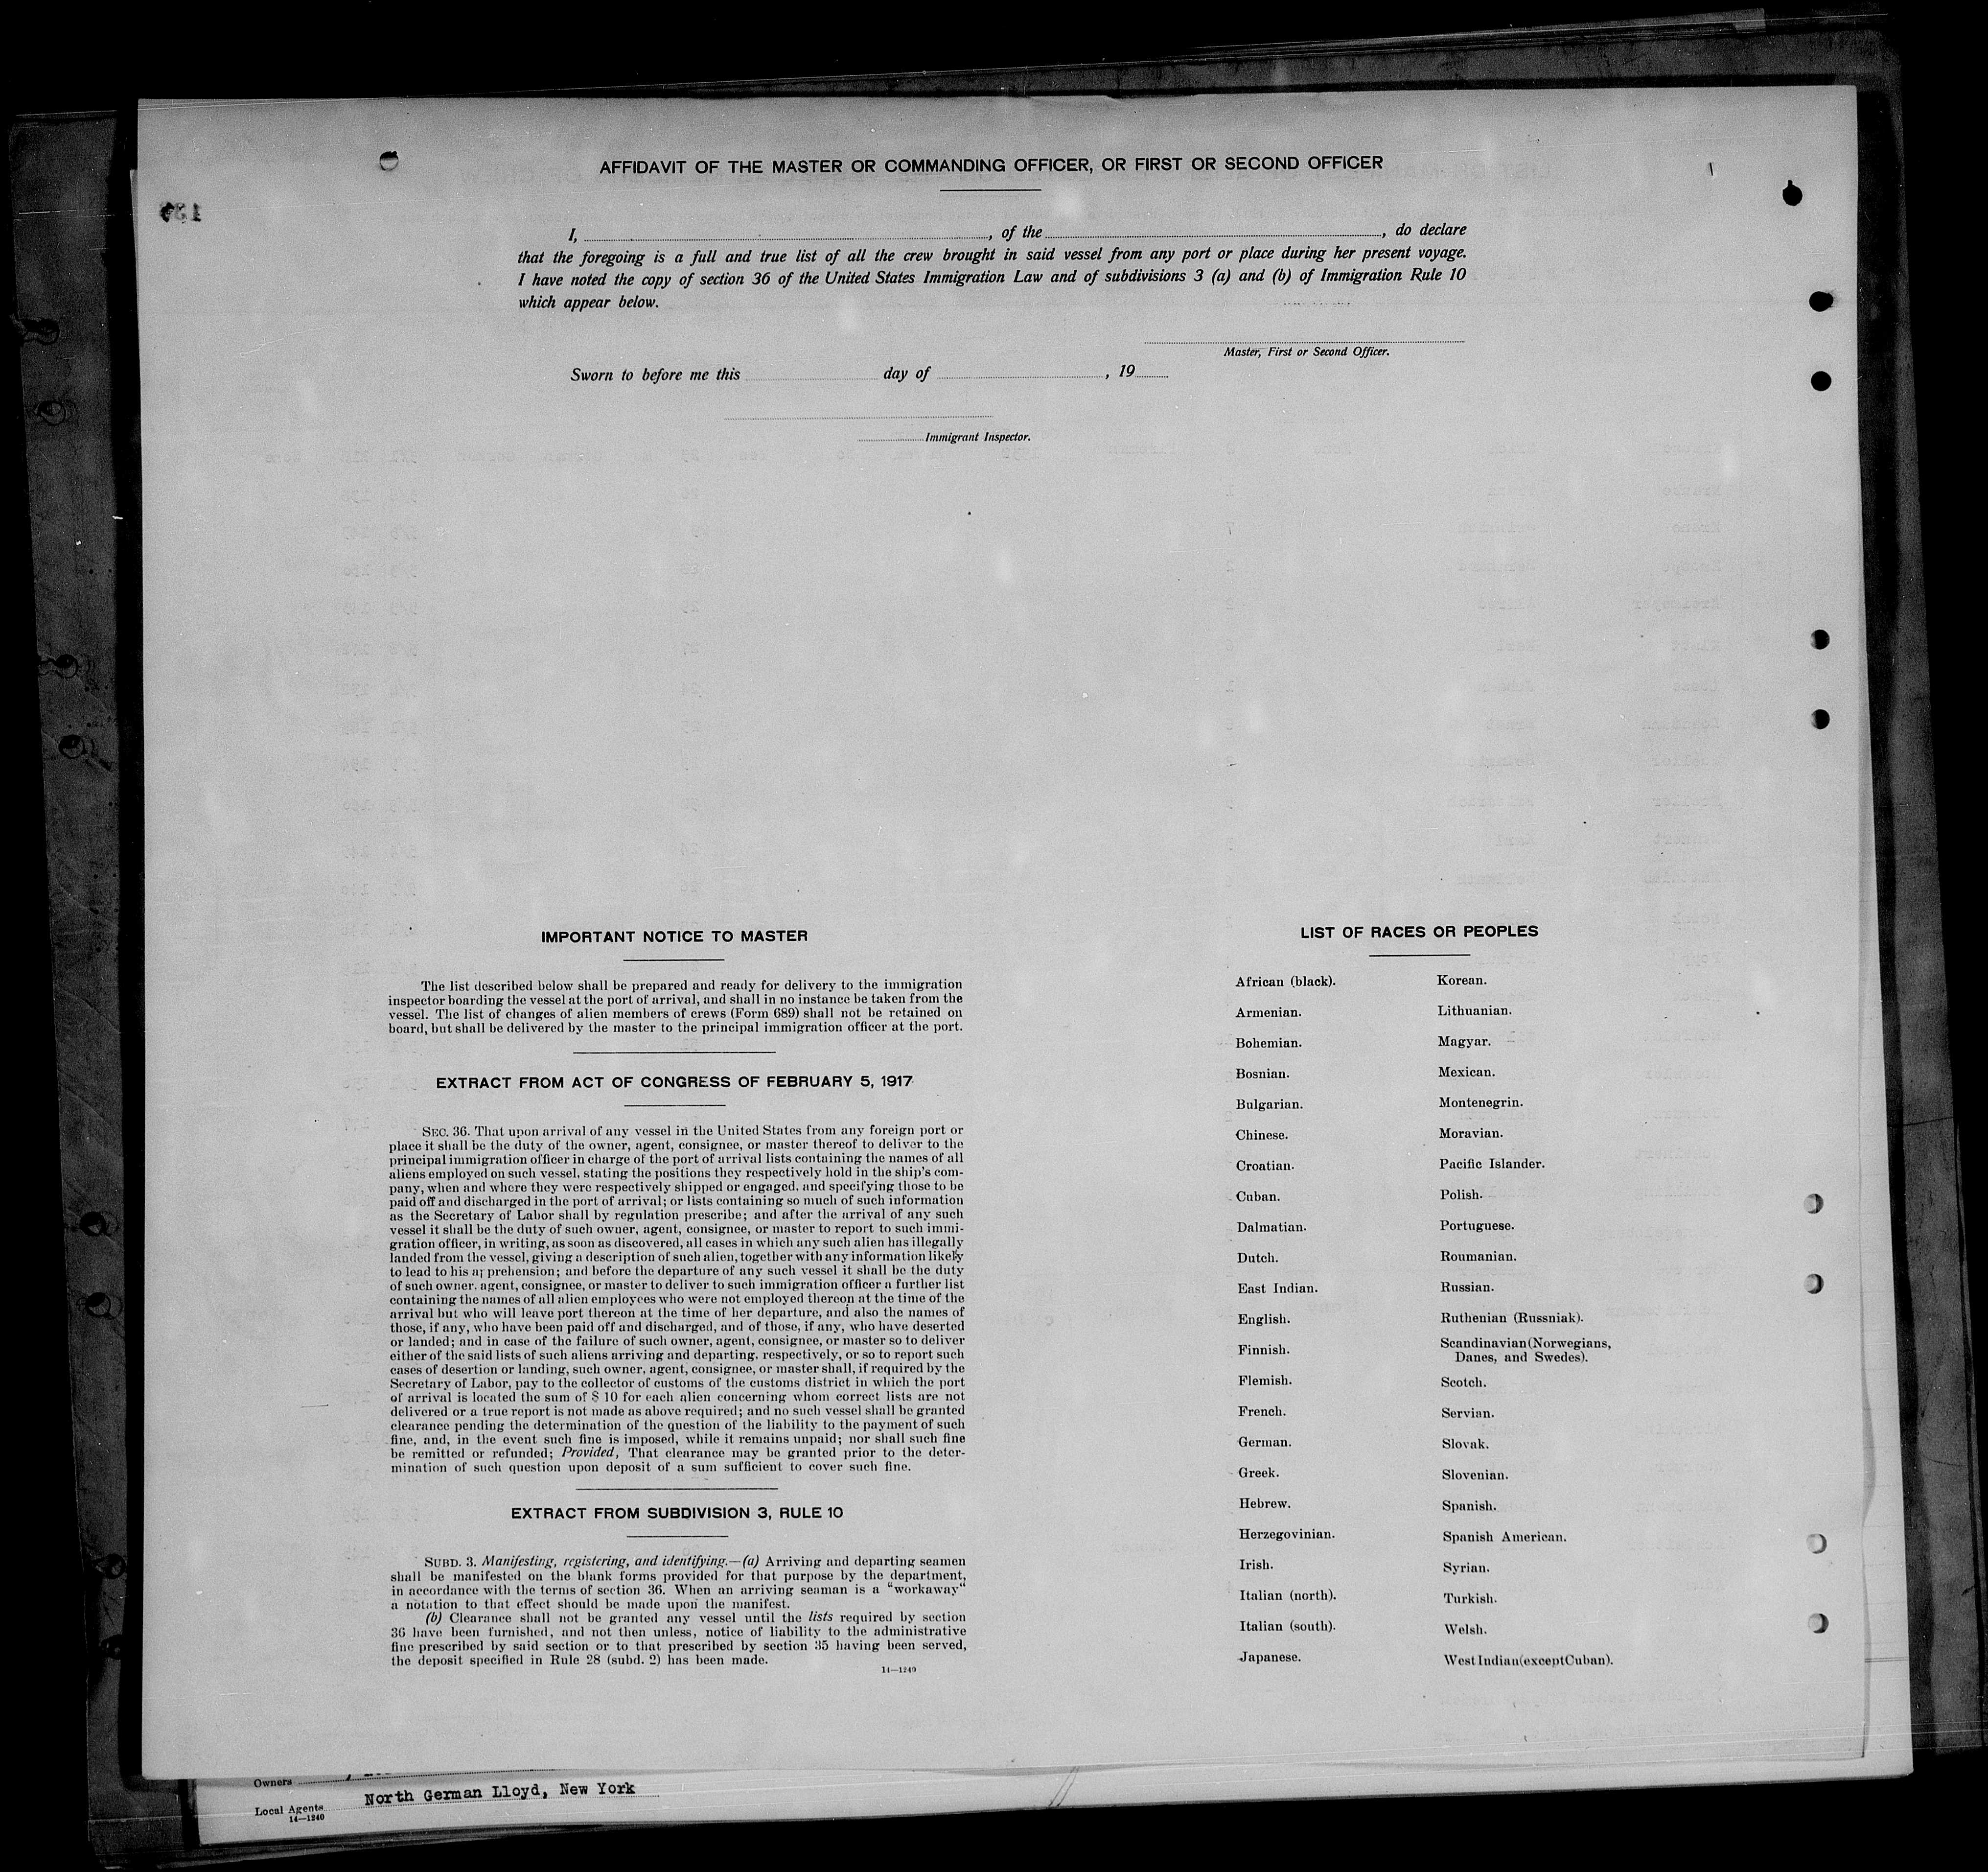 AFFIDAVIT OF THE MASTER OR COMMANDING OFFICER, OR FIRST OR SECOND OFFICER
I, , of the , do declare
that the foregoing is a full and true list of all the crew brought in said vessel from any port or place during her present voyage.
I have noted the copy of section 36 of the United States Immigration Law and of subdivisions 3 (a) and (b) of Immigration Rule 10
which appear below.
Master, First or Second Officer.
Sworn to before me this day of , 19
Immigrant Inspector.
IMPORTANT NOTICE TO MASTER
The list described below shall be prepared and ready for delivery to the immigration
inspector boarding the vessel at the port of arrival, and shall in no instance be taken from the
vessel. The list of changes of alien members of crews (Form 689) shall not be retained on
board, but shall be delivered by the master to the principal immigration officer at the port.
EXTRACT FROM ACT OF CONGRESS OF FEBRUARY 5, 1917
SEC. 36. That upon arrival of any vessel in the United States from any foreign port or
place it shall be the duty of the owner, agent, consignee, or master thereof to deliver to the
principal immigration officer in charge of the port of arrival lists containing the names of all
aliens employed on such vessel, stating the positions they respectively hold in the ship's com-
pany, when and where they were respectively shipped or engaged, and specifying those to be
paid off and discharged in the port of arrival; or lists containing so much of such information
as the Secretary of Labor shall by regulation prescribe; and after the arrival of any such
vessel it shall be the duty of such owner, agent, consignee, or master to report to such immi-
gration officer, in writing, as soon as discovered, all cases in which any such alien has illegally
landed from the vessel, giving a description of such alien, together with any information likely
to lead to his apprehension; and before the departure of any such vessel it shall be the duty
of such owner, agent, consignee, or master to deliver to such immigration officer a further list
containing the names of all alien employees who were not employed thereon at the time of the
arrival but who will leave port thereon at the time of her departure, and also the names of
those, if any, who have been paid off and discharged, and of those, if any, who have deserted
or landed; and in case of the failure of such owner, agent, consignee, or master so to deliver
either of the said lists of such aliens arriving and departing, respectively, or so to report such
cases of desertion or landing, such owner, agent, consignee, or master shall, if required by the
Secretary of Labor, pay to the collector of customs of the customs district in which the port
of arrival is located the sum of $ 10 for each alien concerning whom correct lists are not
delivered or a true report is not made as above required; and no such vessel shall be granted
clearance pending the determination of the question of the liability to the payment of such
fine, and, in the event such fine is imposed, while it remains unpaid; nor shall such fine
be remitted or refunded; Provided, That clearance may be granted prior to the deter-
mination of such question upon deposit of a sum sufficient to cover such fine.
EXTRACT FROM SUBDIVISION 3, RULE 10
SUBD. 3. Manifesting, registering, and identifying.—(a) Arriving and departing seamen
shall be manifested on the blank forms provided for that purpose by the department,
in accordance with the terms of section 36. When an arriving seaman is a “workaway“
a notation to that effect should be made upon the manifest.
(b) Clearance shall not be granted any vessel until the lists required by section
36 have been furnished, and not then unless, notice of liability to the administrative
fine prescribed by said section or to that prescribed by section 35 having been served,
the deposit specified in Rule 28 (subd. 2) has been made.
14—1240
LIST OF RACES OR PEOPLES
African (black).
Armenian.
Bohemian.
Bosnian.
Bulgarian.
Chinese.
Croatian.
Cuban.
Dalmatian.
Dutch.
East Indian.
English.
Finnish.
Flemish.
French.
German.
Greek.
Hebrew.
Herzegovinian.
Irish.
Italian (north).
Italian (south).
Japanese.
Korean.
Lithuanian.
Magyar.
Mexican.
Montenegrin.
Moravian.
Pacific Islander.
Polish.
Portuguese.
Roumanian.
Russian.
Ruthenian (Russniak).
Scandinavian (Norwegians,
Danes, and Swedes).
Scotch.
Servian.
Slovak.
Slovenian.
Spanish.
Spanish American.
Syrian.
Turkish.
Welsh.
West Indian (except Cuban).
Owners
Local Agents North German Lloyd, New York
14—1240